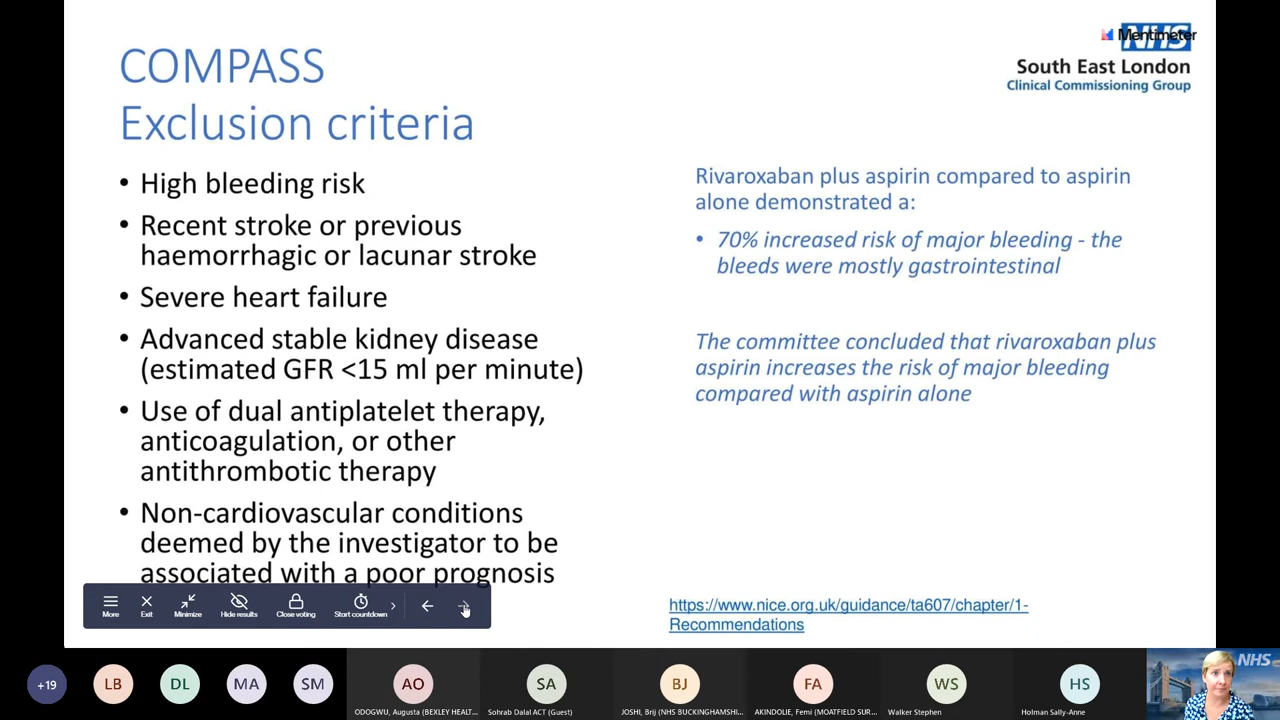 COMPASS
Exclusion criteria
Mentimeter
NHS
South East London
Clinical Commissioning Group
• High bleeding risk
• Recent stroke or previous
haemorrhagic or lacunar stroke
• Severe heart failure
• Advanced stable kidney disease
(estimated GFR <15 ml per minute)
• Use of dual antiplatelet therapy,
anticoagulation, or other
antithrombotic therapy
• Non-cardiovascular conditions
deemed by the investigator to be
associated with a poor prognosis
Rivaroxaban plus aspirin compared to aspirin
alone demonstrated a:
• 70% increased risk of major bleeding - the
bleeds were mostly gastrointestinal
The committee concluded that rivaroxaban plus
aspirin increases the risk of major bleeding
compared with aspirin alone
https://www.nice.org.uk/guidance/ta607/chapter/1-
Recommendations
More Exit Minimize Hide results Close voting Start countdown
+19 LB DL MA SM AO SA BJ FA WS HS NHS
ODOGWU, Augusta (BEXLEY HEALT... Sohrab Dalal ACT (Guest) JOSHI, Brij (NHS BUCKINGHAMSHI... AKINDOLIE, Femi (MOATFIELD SUR... Walker Stephen Holman Sally-Anne